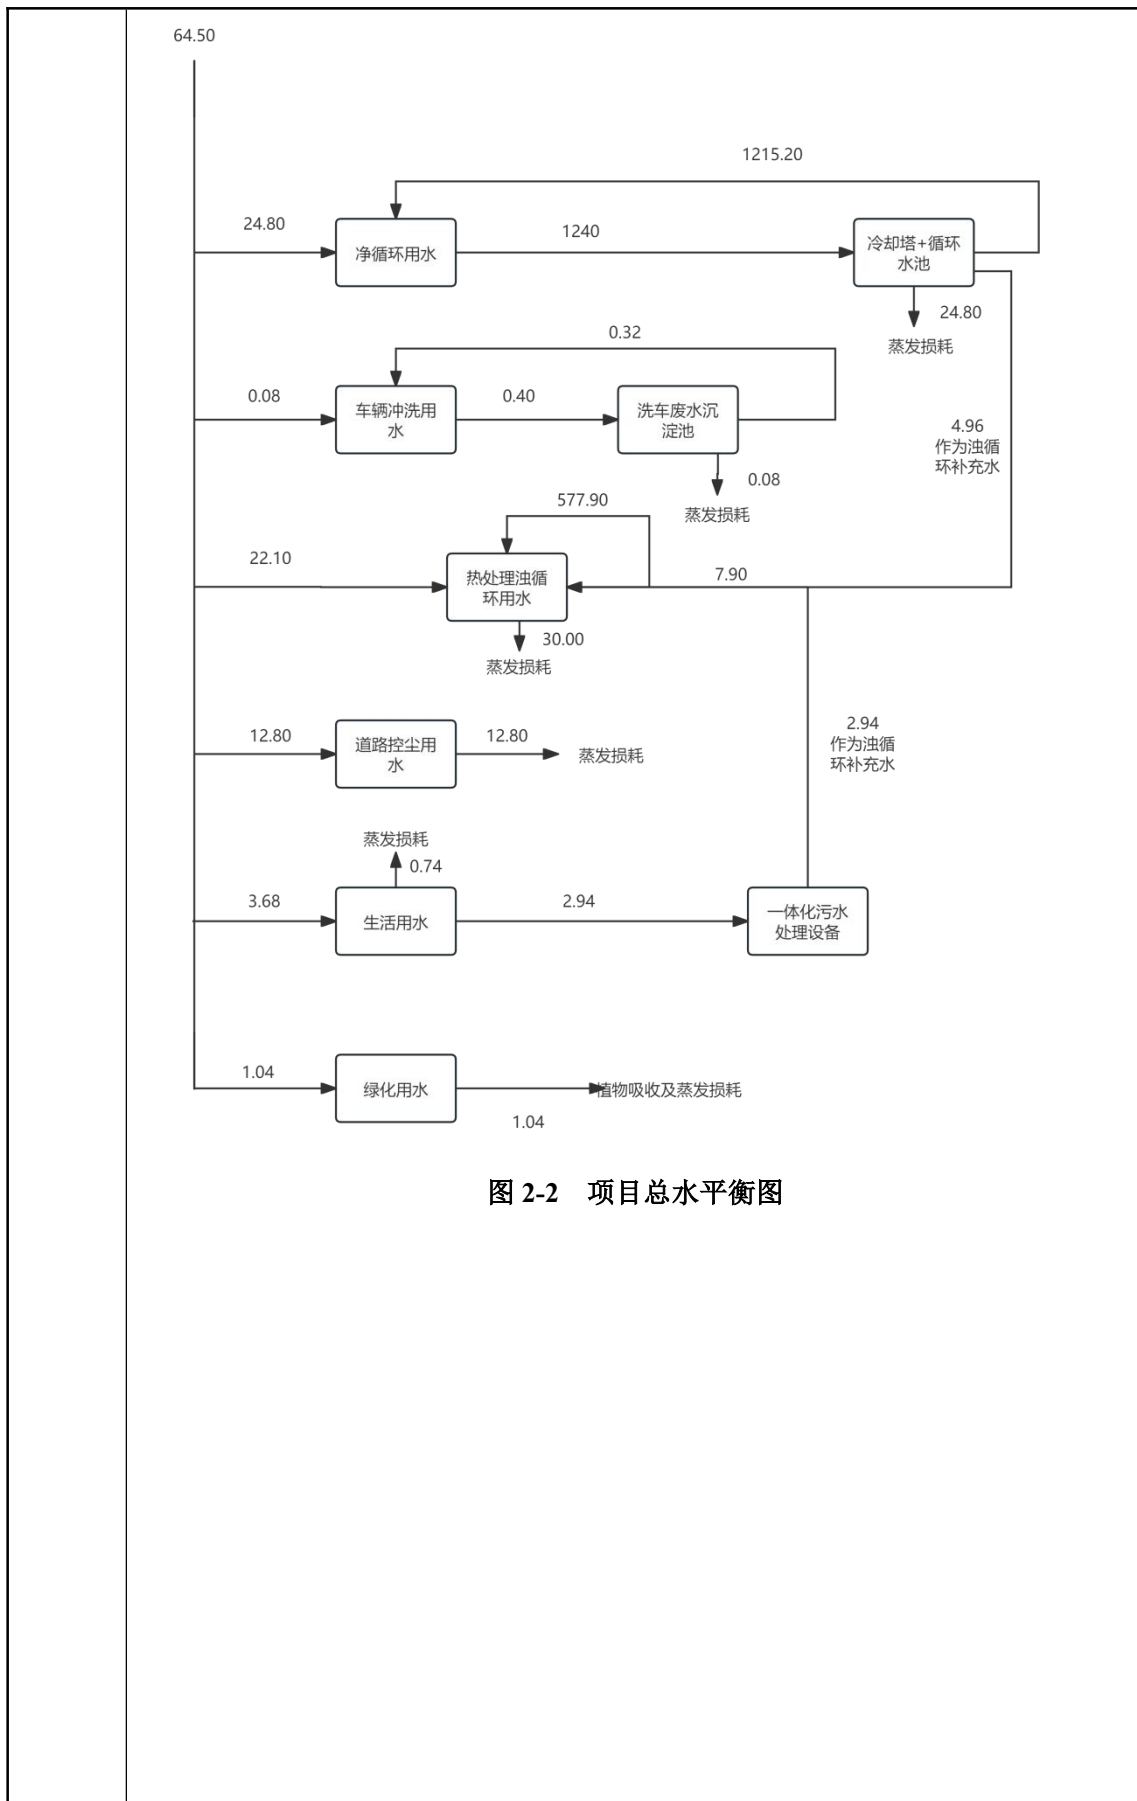 64.50
1215.20
24.80
净循环用水
1240
冷却塔+循环
水池
24.80
蒸发损耗
0.32
0.08
车辆冲洗用
水
0.40
洗车废水沉
淀池
0.08
蒸发损耗
4.96
作为浊循
环补充水
577.90
22.10
热处理浊循
环用水
7.90
30.00
蒸发损耗
12.80
道路控尘用
水
12.80
蒸发损耗
2.94
作为浊循
环补充水
蒸发损耗
0.74
3.68
生活用水
2.94
一体化污水
处理设备
1.04
绿化用水
植物吸收及蒸发损耗
1.04
图 2-2 项目总水平衡图